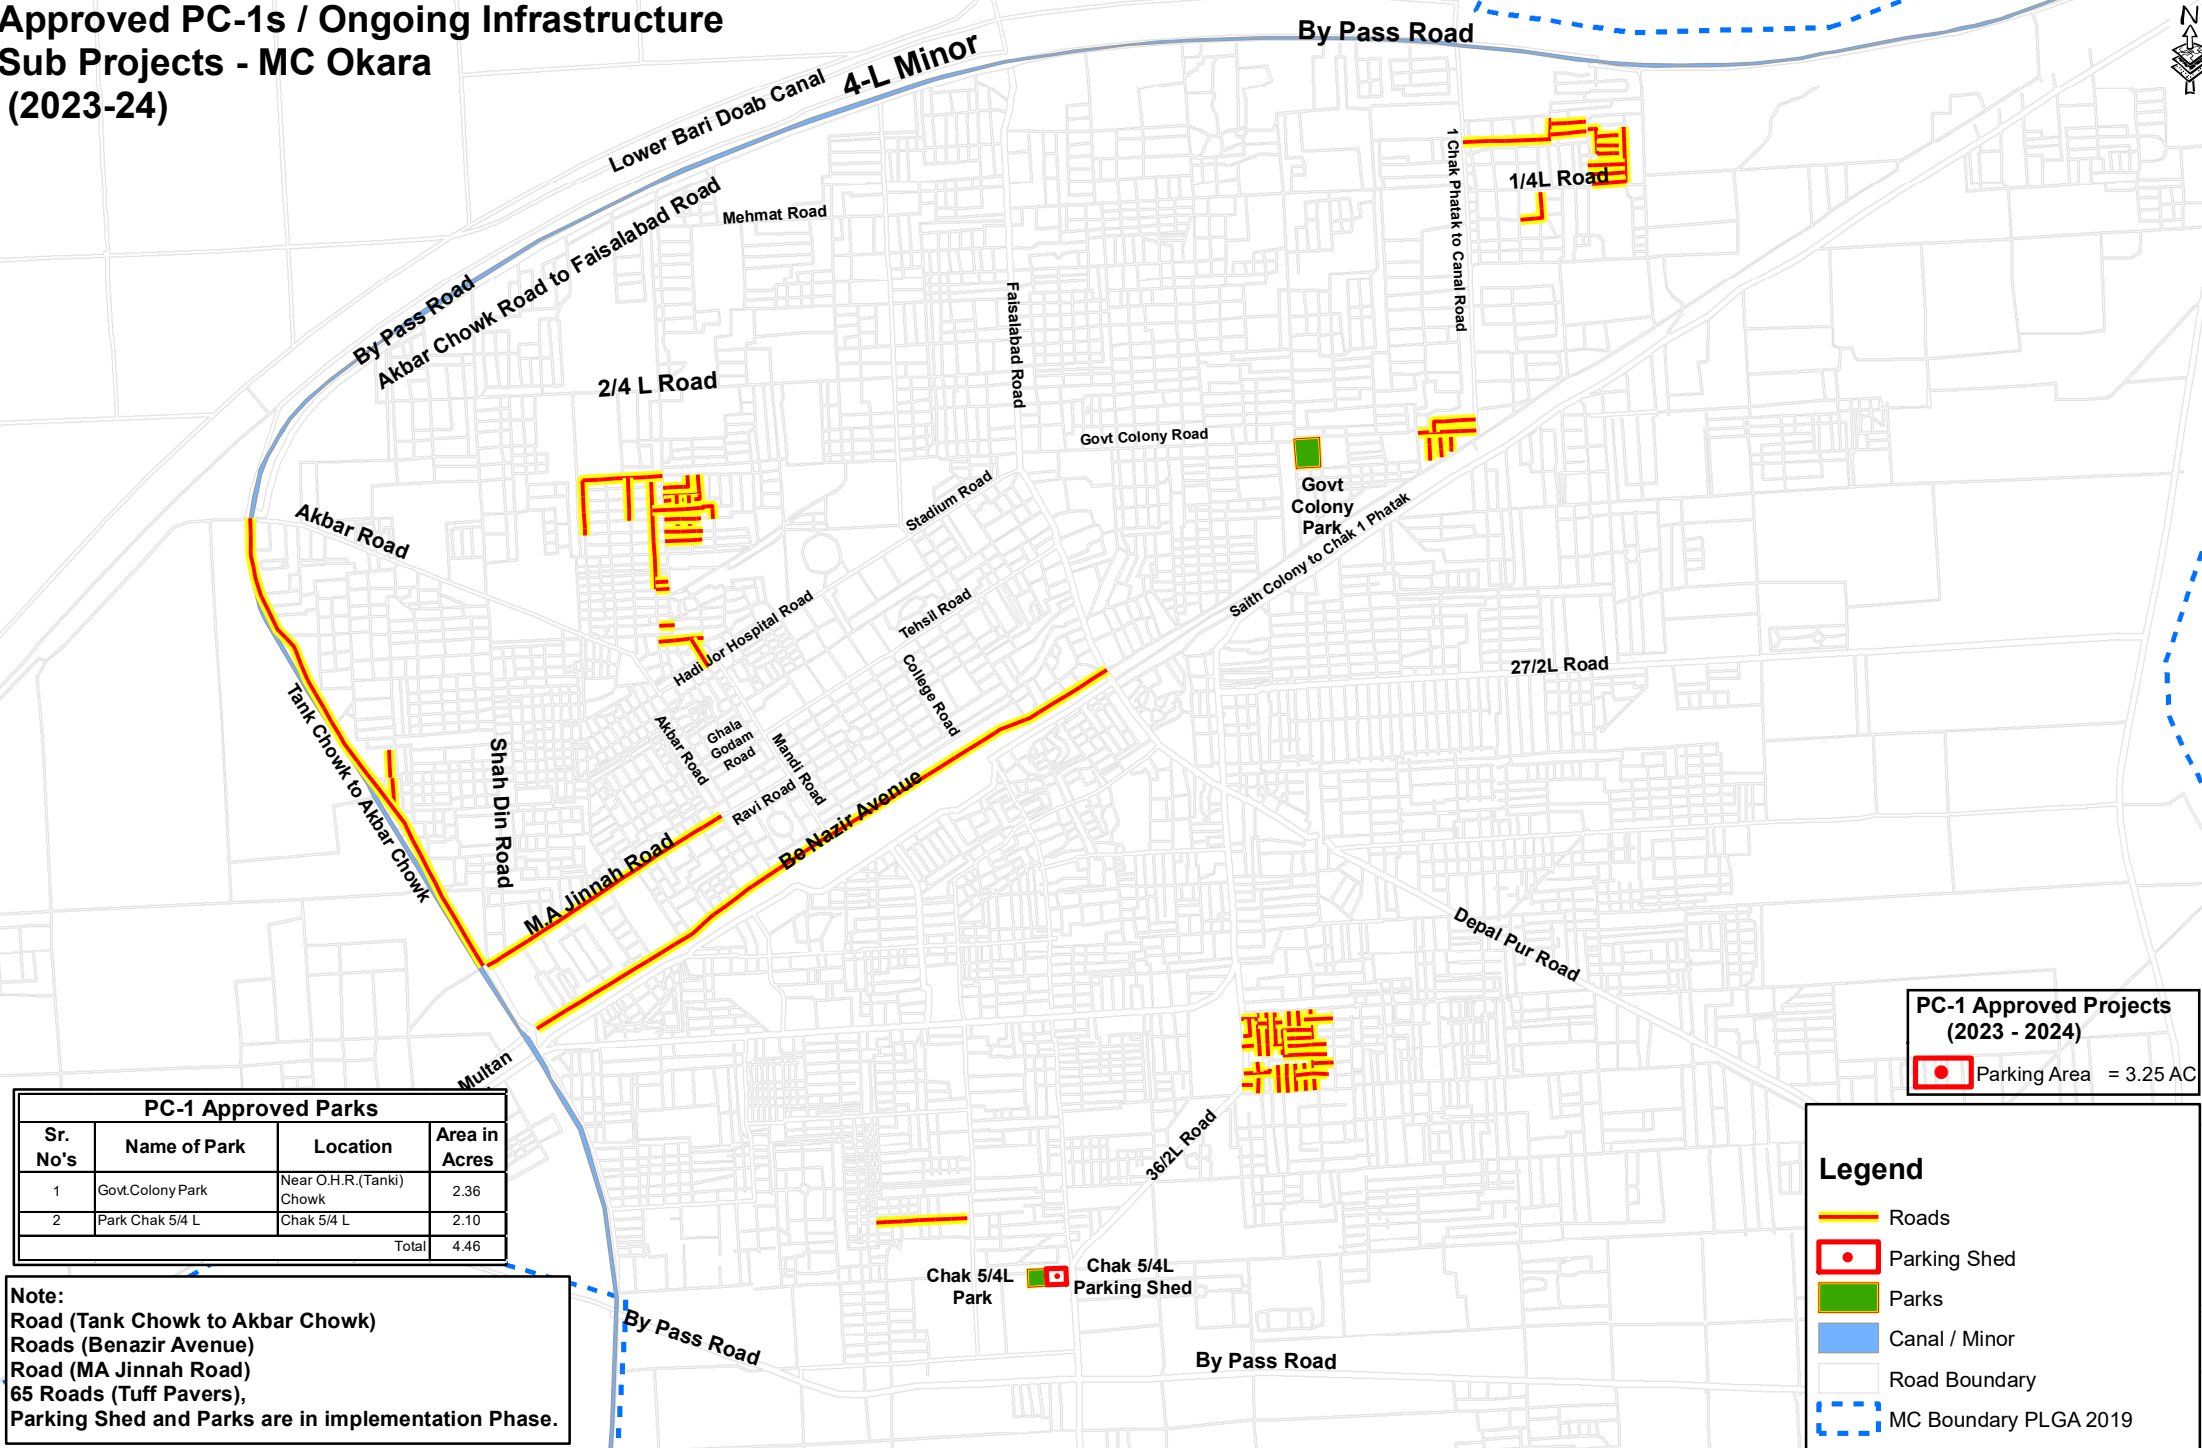 Approved PC-1s / Ongoing Infrastructure
Sub Projects - MC Okara
(2023-24)
N
By Pass Road
4-L Minor
Lower Bari Doab Canal
1 Chak Phatak to Canal Road
1/4L Road
Mehmat Road
Akbar Chowk Road to Faisalabad Road
By Pass Road
Faisalabad Road
2/4 L Road
Govt Colony Road
Govt
Colony
Park
Stadium Road
Saith Colony to Chak 1 Phatak
Akbar Road
Tehsil Road
Hadi Jor Hospital Road
College Road
27/2L Road
Tank Chowk to Akbar Chowk
Shah Din Road
Akbar Road
Ghala
Godam
Road
Mandi Road
Ravi Road
Be Nazir Avenue
M.A Jinnah Road
Depal Pur Road
Multan
36/2L Road
Chak 5/4L
Park
Chak 5/4L
Parking Shed
By Pass Road
By Pass Road
PC-1 Approved Projects
(2023 - 2024)
Parking Area = 3.25 AC
PC-1 Approved Parks
Sr. No's Name of Park Location Area in Acres
1 Govt.Colony Park Near O.H.R.(Tanki) Chowk 2.36
2 Park Chak 5/4 L Chak 5/4 L 2.10
Total 4.46
Note:
Road (Tank Chowk to Akbar Chowk)
Roads (Benazir Avenue)
Road (MA Jinnah Road)
65 Roads (Tuff Pavers),
Parking Shed and Parks are in implementation Phase.
Legend
Roads
Parking Shed
Parks
Canal / Minor
Road Boundary
MC Boundary PLGA 2019